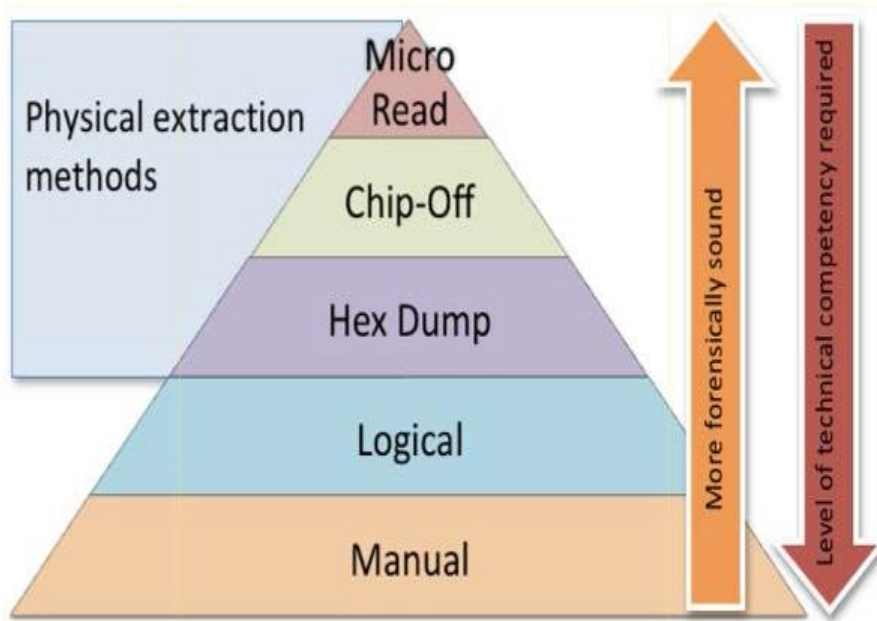 Micro
Read
Physical extraction
methods
Chip-Off
Hex Dump
Logical
Manual
More forensically sound
Level of technical competency required